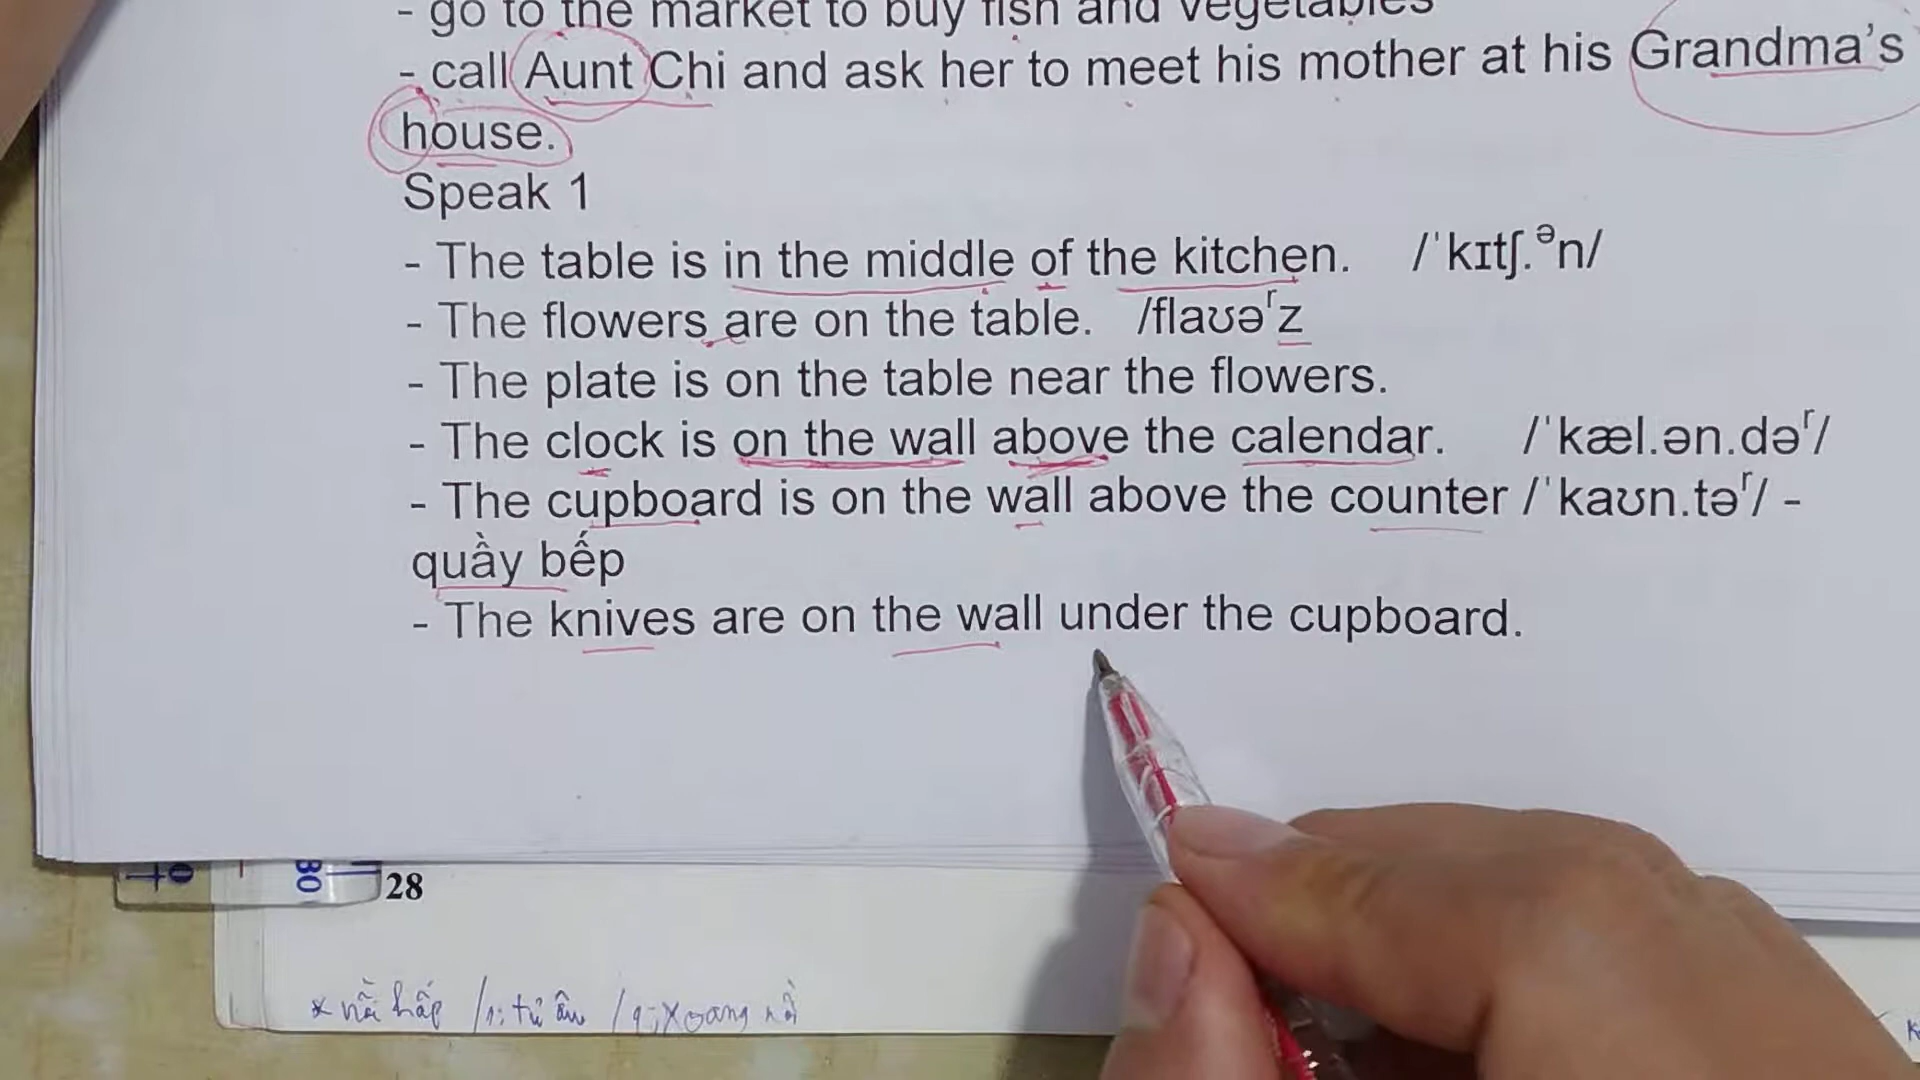 - go to the market to buy fish and vegetables
- call Aunt Chi and ask her to meet his mother at his Grandma's
house.
Speak 1
- The table is in the middle of the kitchen. /ˈkɪtʃ.ᵊn/
- The flowers are on the table. /flaʊəʳz
- The plate is on the table near the flowers.
- The clock is on the wall above the calendar. /ˈkæl.ən.dəʳ/
- The cupboard is on the wall above the counter /ˈkaʊn.təʳ/ -
quầy bếp
- The knives are on the wall under the cupboard.
30
28